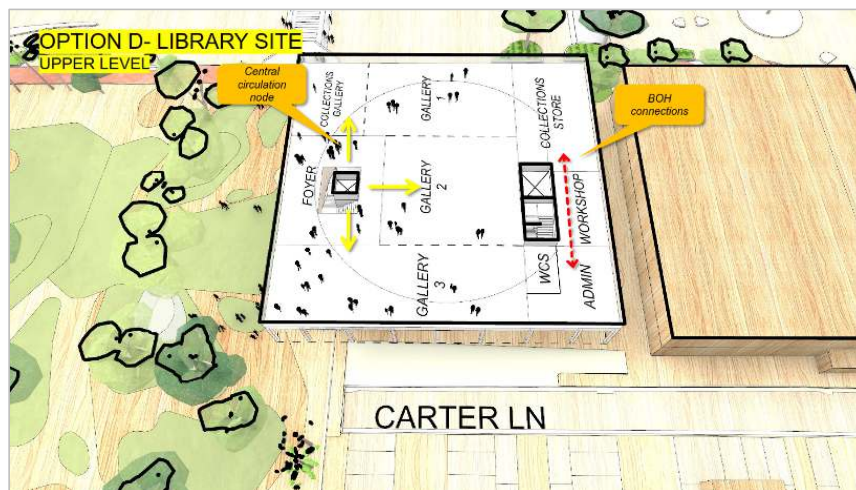 OPTION D- LIBRARY SITE
UPPER LEVEL
Central
circulation
node
COLLECTIONS
GALLERY
GALLERY
1
COLLECTIONS
STORE
BOH
connections
FOYER
GALLERY
2
WORKSHOP
GALLERY
3
WCS
ADMIN
CARTER LN